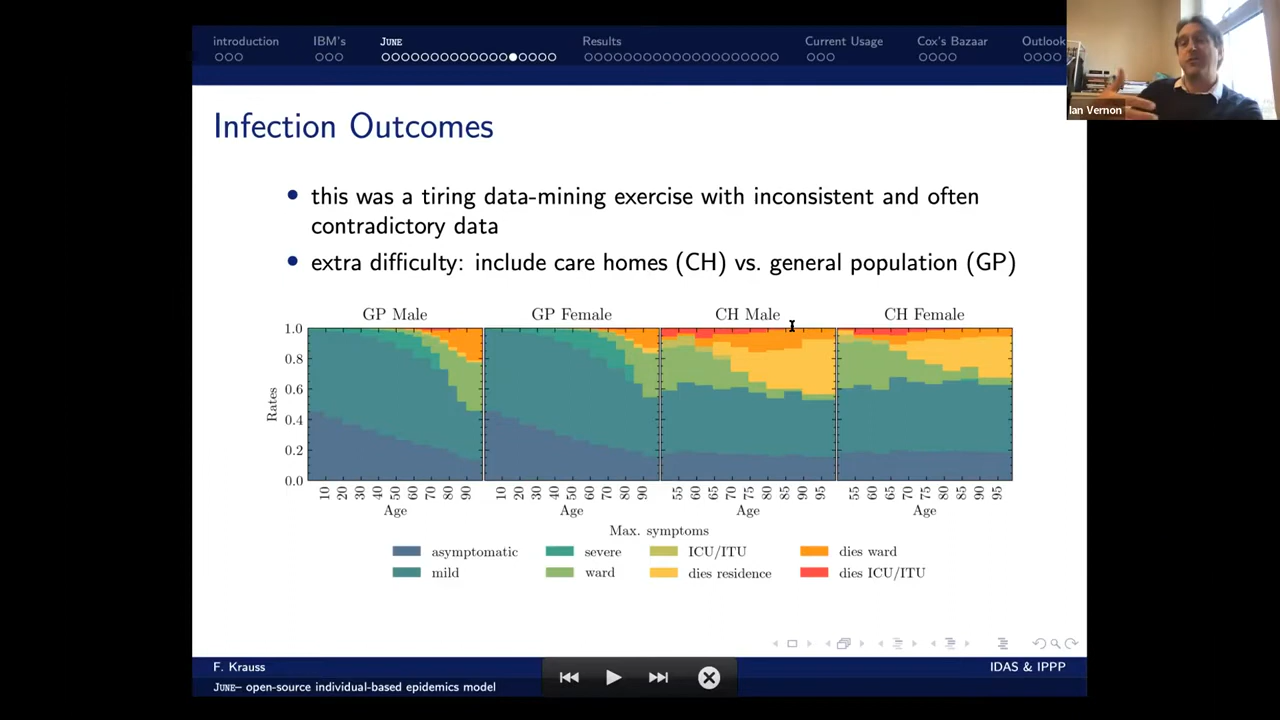 introduction IBM's JUNE Results Current Usage Cox's Bazaar Outlook
Ian Vernon
Infection Outcomes
• this was a tiring data-mining exercise with inconsistent and often
contradictory data
• extra difficulty: include care homes (CH) vs. general population (GP)
GP Male GP Female CH Male CH Female
1.0
0.8
0.6
0.4
0.2
0.0
Rates
10 20 30 40 50 60 70 80 90 10 20 30 40 50 60 70 80 90 55 60 65 70 75 80 85 90 95 55 60 65 70 75 80 85 90 95
Age Age Age Age
Max. symptoms
asymptomatic severe ICU/ITU dies ward
mild ward dies residence dies ICU/ITU
F. Krauss IDAS & IPPP
JUNE– open-source individual-based epidemics model